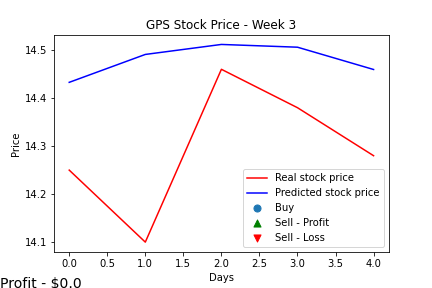 GPS Stock Price - Week 3
Price
14.5
14.4
14.3
14.2
14.1
Real stock price
Predicted stock price
Buy
Sell - Profit
Sell - Loss
0.0 0.5 1.0 1.5 2.0 2.5 3.0 3.5 4.0
Days
Profit - $0.0